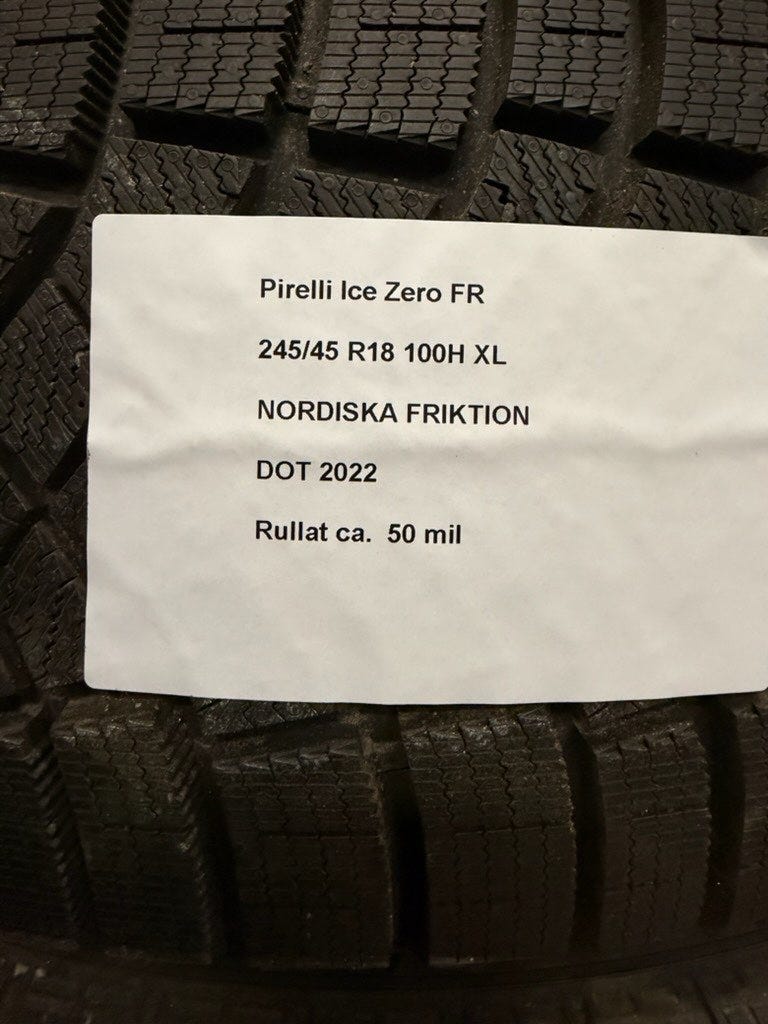 Pirelli Ice Zero FR
245/45 R18 100H XL
NORDISKA FRIKTION
DOT 2022
Rullat ca. 50 mil